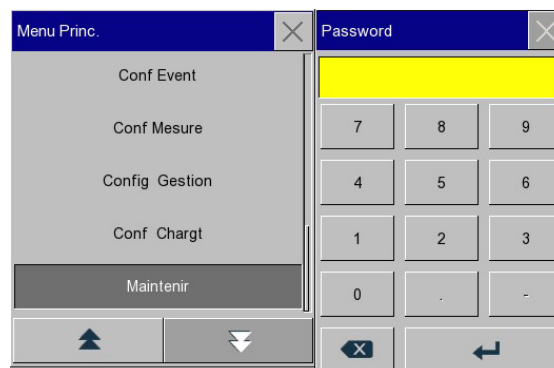 Menu Princ.
Conf Event
Conf Mesure
Config Gestion
Conf Chargt
Maintenir
Password
7 8 9
4 5 6
1 2 3
0 . -